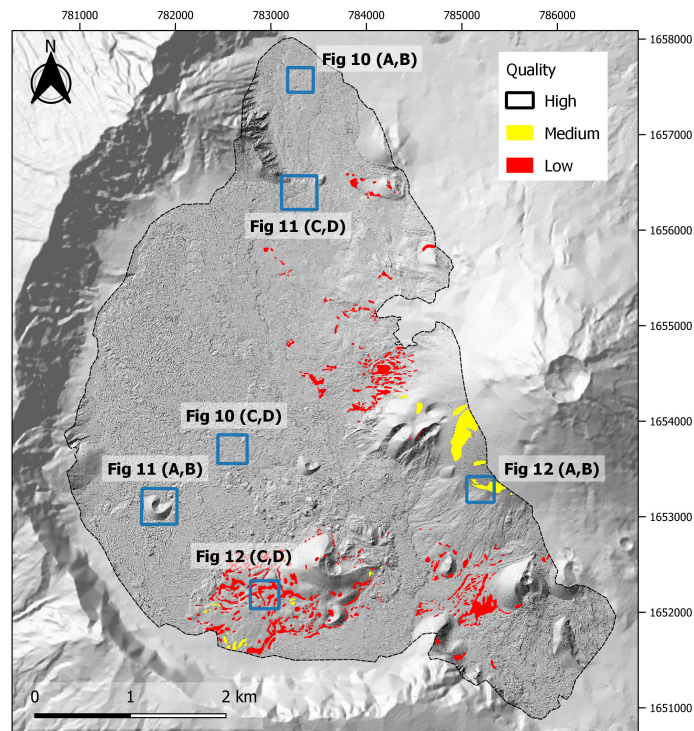 781000 782000 783000 784000 785000 786000
N
Fig 10 (A,B)
Quality
High
Medium
Low
1658000
1657000
Fig 11 (C,D)
1656000
1655000
Fig 10 (C,D)
1654000
Fig 11 (A,B)
Fig 12 (A,B)
1653000
Fig 12 (C,D)
1652000
0 1 2 km
1651000